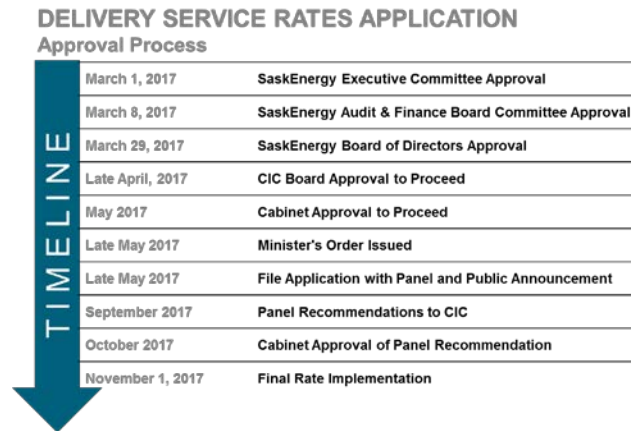 DELIVERY SERVICE RATES APPLICATION
Approval Process
TIMELINE
March 1, 2017 SaskEnergy Executive Committee Approval
March 8, 2017 SaskEnergy Audit & Finance Board Committee Approval
March 29, 2017 SaskEnergy Board of Directors Approval
Late April, 2017 CIC Board Approval to Proceed
May 2017 Cabinet Approval to Proceed
Late May 2017 Minister's Order Issued
Late May 2017 File Application with Panel and Public Announcement
September 2017 Panel Recommendations to CIC
October 2017 Cabinet Approval of Panel Recommendation
November 1, 2017 Final Rate Implementation